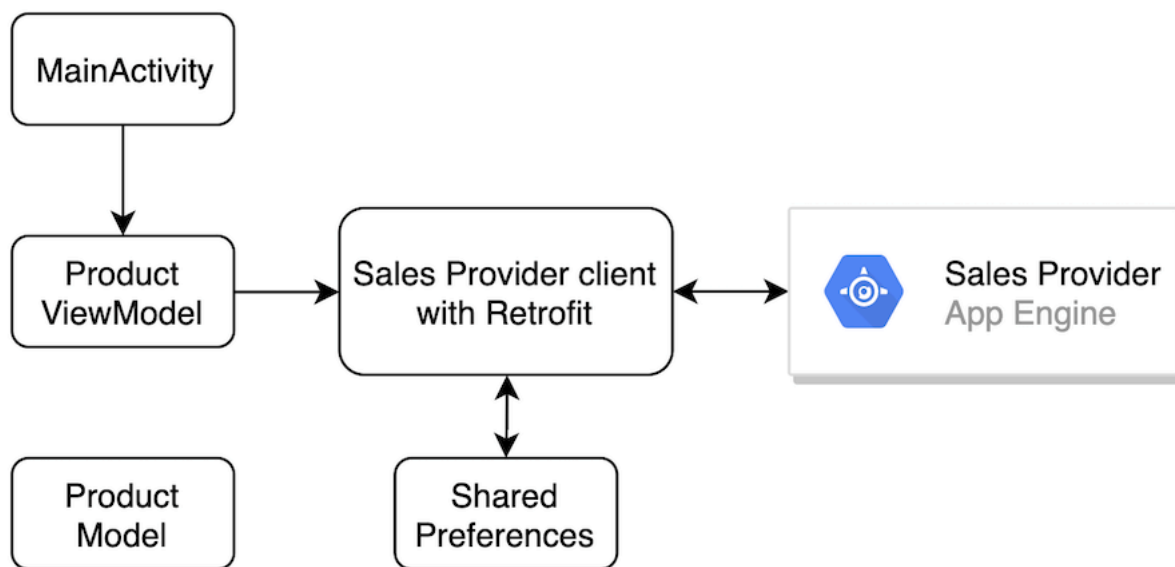 MainActivity
Product
ViewModel
Sales Provider client
with Retrofit
Sales Provider
App Engine
Product
Model
Shared
Preferences